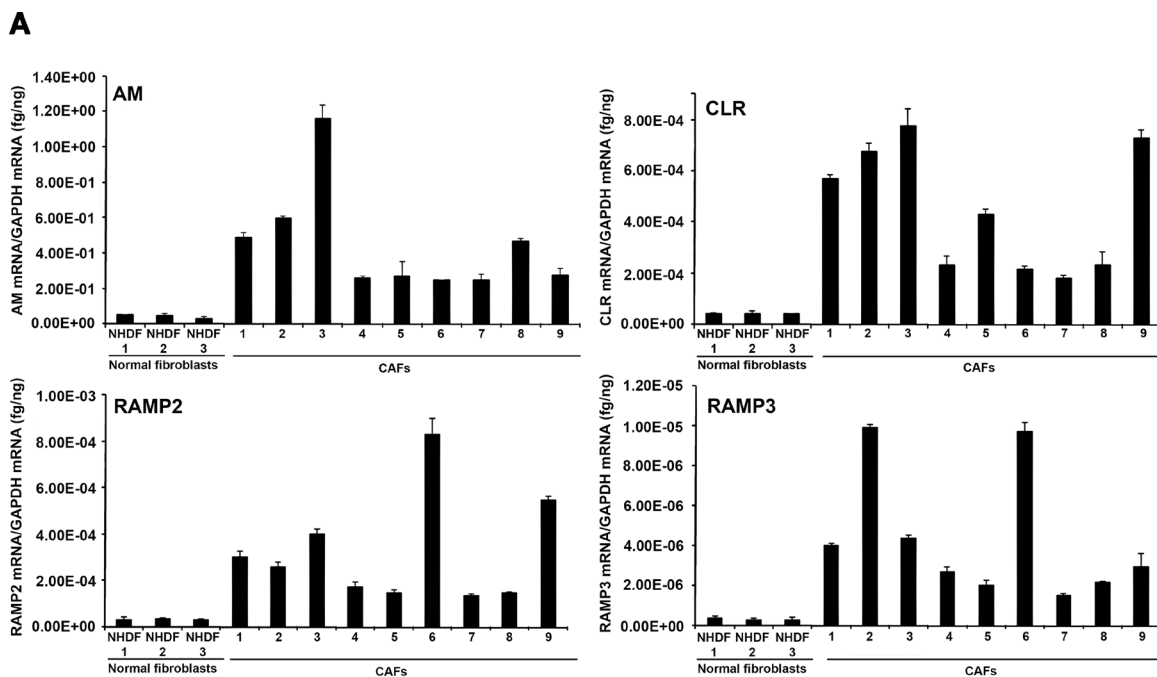 A
AM
AM mRNA/GAPDH mRNA (fg/ng)
1.40E+00
1.20E+00
1.00E+00
8.00E-01
6.00E-01
4.00E-01
2.00E-01
0.00E+00
NHDF NHDF NHDF 1 2 3 4 5 6 7 8 9
1 2 3
Normal fibroblasts
CAFs
CLR
CLR mRNA/GAPDH mRNA (fg/ng)
8.00E-04
6.00E-04
4.00E-04
2.00E-04
0.00E+00
NHDF NHDF NHDF 1 2 3 4 5 6 7 8 9
1 2 3
Normal fibroblasts
CAFs
RAMP2
RAMP2 mRNA/GAPDH mRNA (fg/ng)
1.00E-03
8.00E-04
6.00E-04
4.00E-04
2.00E-04
0.00E+00
NHDF NHDF NHDF 1 2 3 4 5 6 7 8 9
1 2 3
Normal fibroblasts
CAFs
RAMP3
RAMP3 mRNA/GAPDH mRNA (fg/ng)
1.20E-05
1.00E-05
8.00E-06
6.00E-06
4.00E-06
2.00E-06
0.00E+00
NHDF NHDF NHDF 1 2 3 4 5 6 7 8 9
1 2 3
Normal fibroblasts
CAFs